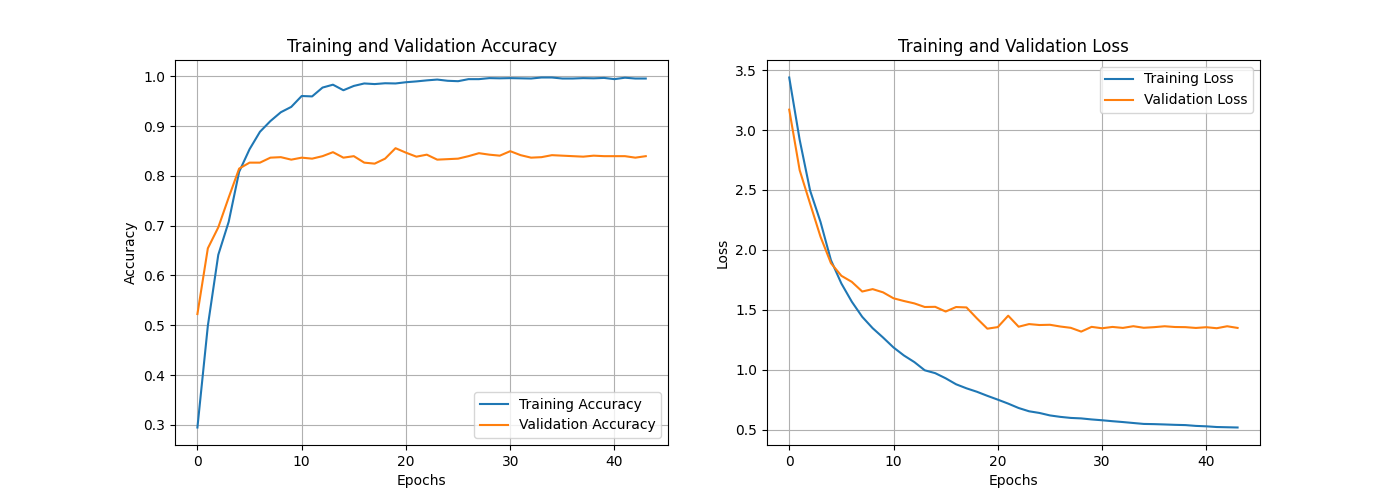 Training and Validation Accuracy
1.0
0.9
0.8
0.7
0.6
0.5
0.4
0.3
Accuracy
0
10
20
30
40
Epochs
Training Accuracy
Validation Accuracy
Training and Validation Loss
3.5
3.0
2.5
2.0
1.5
1.0
0.5
Loss
0
10
20
30
40
Epochs
Training Loss
Validation Loss